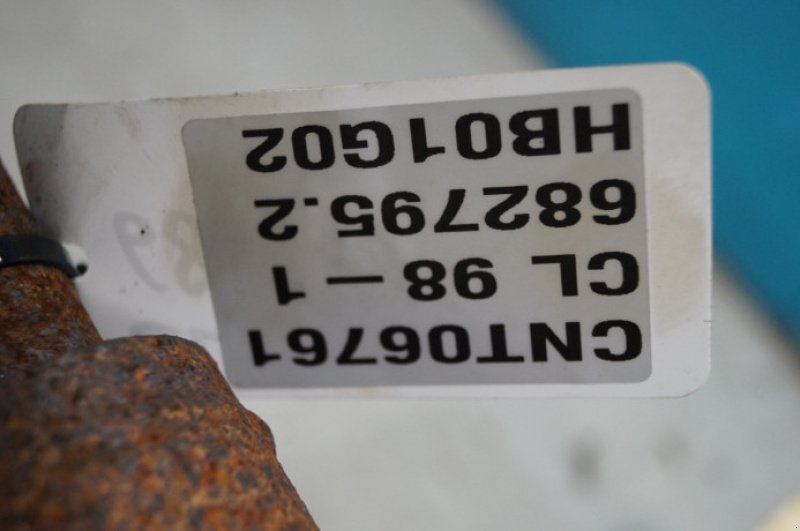 CNT06761
CL 98 – 1
682795.2
HB01G02